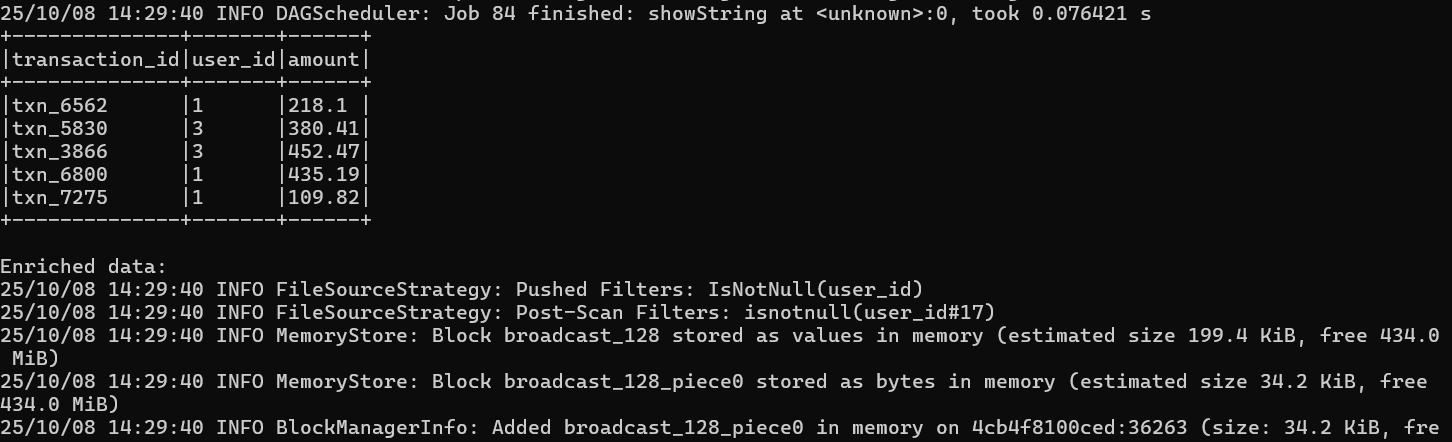 25/10/08 14:29:40 INFO DAGScheduler: Job 84 finished: showString at <unknown>:0, took 0.076421 s
+--------------+-------+------+
|transaction_id|user_id|amount|
+--------------+-------+------+
|txn_6562      |1      |218.1 |
|txn_5830      |3      |380.41|
|txn_3866      |3      |452.47|
|txn_6800      |1      |435.19|
|txn_7275      |1      |109.82|
+--------------+-------+------+
Enriched data:
25/10/08 14:29:40 INFO FileSourceStrategy: Pushed Filters: IsNotNull(user_id)
25/10/08 14:29:40 INFO FileSourceStrategy: Post-Scan Filters: isnotnull(user_id#17)
25/10/08 14:29:40 INFO MemoryStore: Block broadcast_128 stored as values in memory (estimated size 199.4 KiB, free 434.0
 MiB)
25/10/08 14:29:40 INFO MemoryStore: Block broadcast_128_piece0 stored as bytes in memory (estimated size 34.2 KiB, free
434.0 MiB)
25/10/08 14:29:40 INFO BlockManagerInfo: Added broadcast_128_piece0 in memory on 4cb4f8100ced:36263 (size: 34.2 KiB, fre